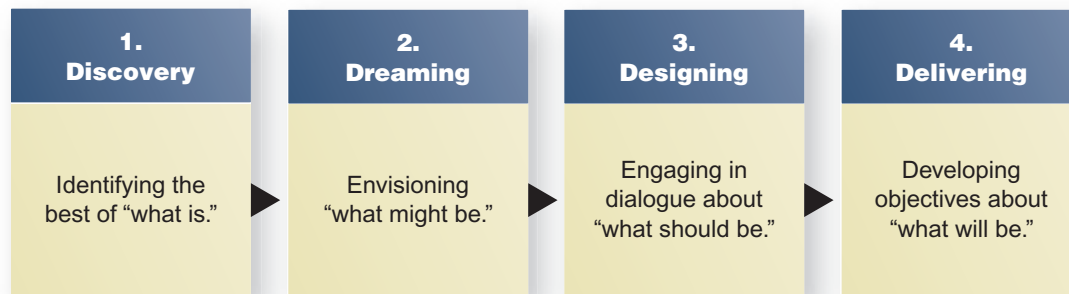 1.
Discovery
Identifying the
best of “what is.”
2.
Dreaming
Envisioning
“what might be.”
3.
Designing
Engaging in
dialogue about
“what should be.”
4.
Delivering
Developing
objectives about
“what will be.”